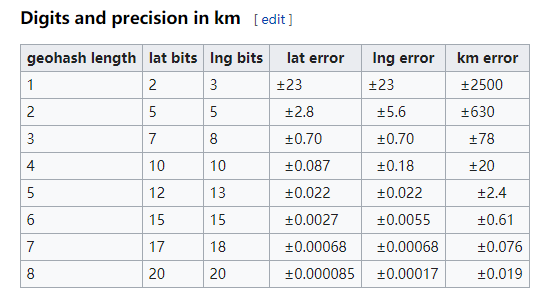 Digits and precision in km [ edit ]
geohash length lat bits lng bits lat error lng error km error
1 2 3 ±23 ±23 ±2500
2 5 5 ±2.8 ±5.6 ±630
3 7 8 ±0.70 ±0.70 ±78
4 10 10 ±0.087 ±0.18 ±20
5 12 13 ±0.022 ±0.022 ±2.4
6 15 15 ±0.0027 ±0.0055 ±0.61
7 17 18 ±0.00068 ±0.00068 ±0.076
8 20 20 ±0.000085 ±0.00017 ±0.019